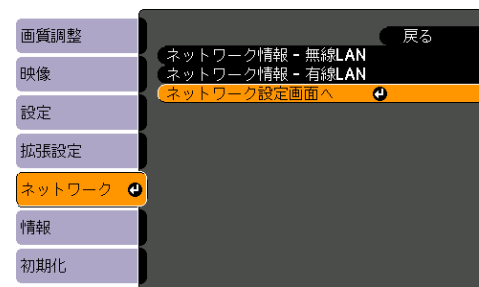 画質調整
映像
設定
拡張設定
ネットワーク
情報
初期化
戻る
ネットワーク情報 - 無線LAN
ネットワーク情報 - 有線LAN
ネットワーク設定画面へ